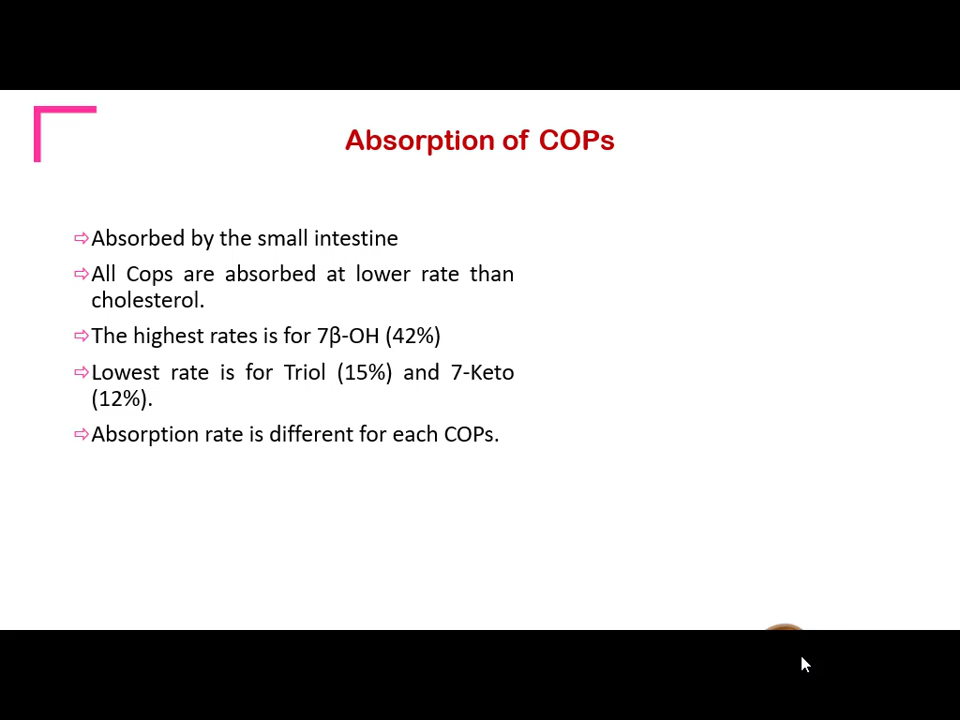 Absorption of COPs
⇨Absorbed by the small intestine
⇨All Cops are absorbed at lower rate than
cholesterol.
⇨The highest rates is for 7β-OH (42%)
⇨Lowest rate is for Triol (15%) and 7-Keto
(12%).
⇨Absorption rate is different for each COPs.